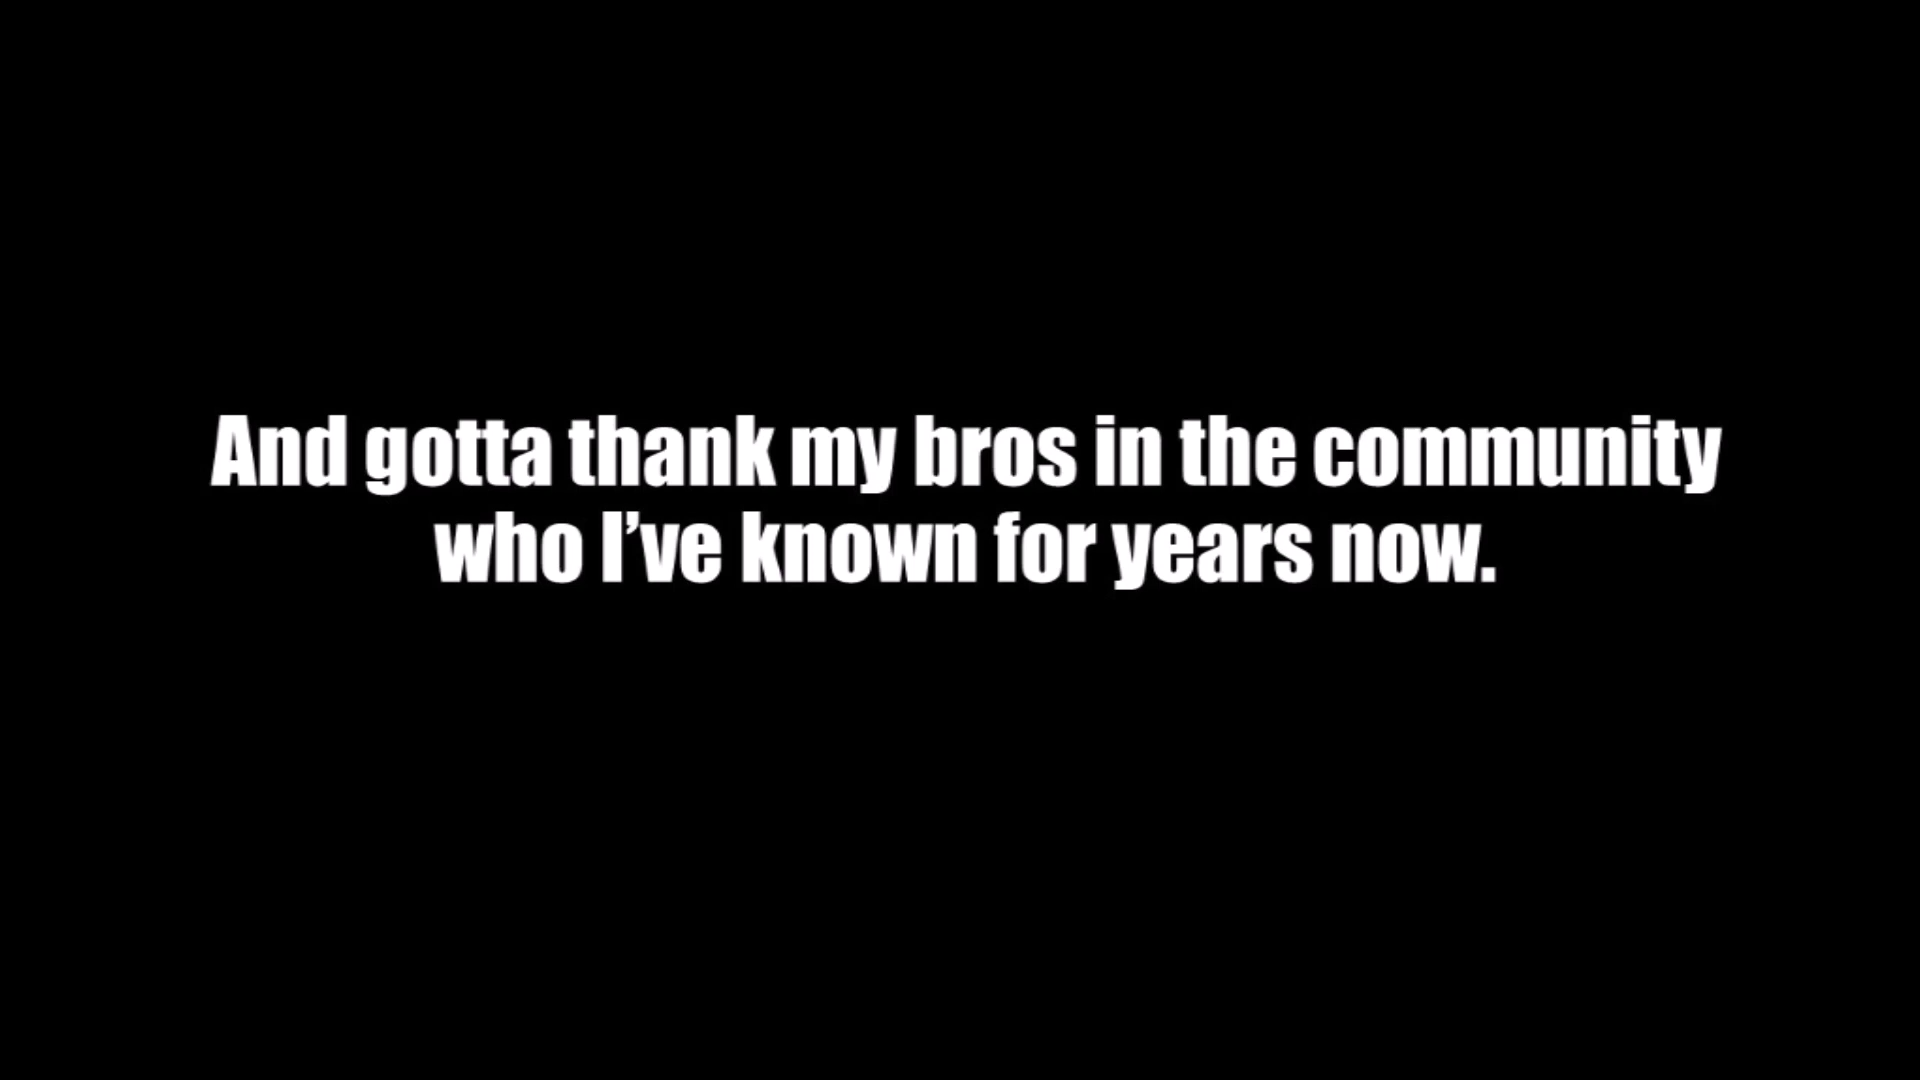 And gotta thank my bros in the community
who I’ve known for years now.